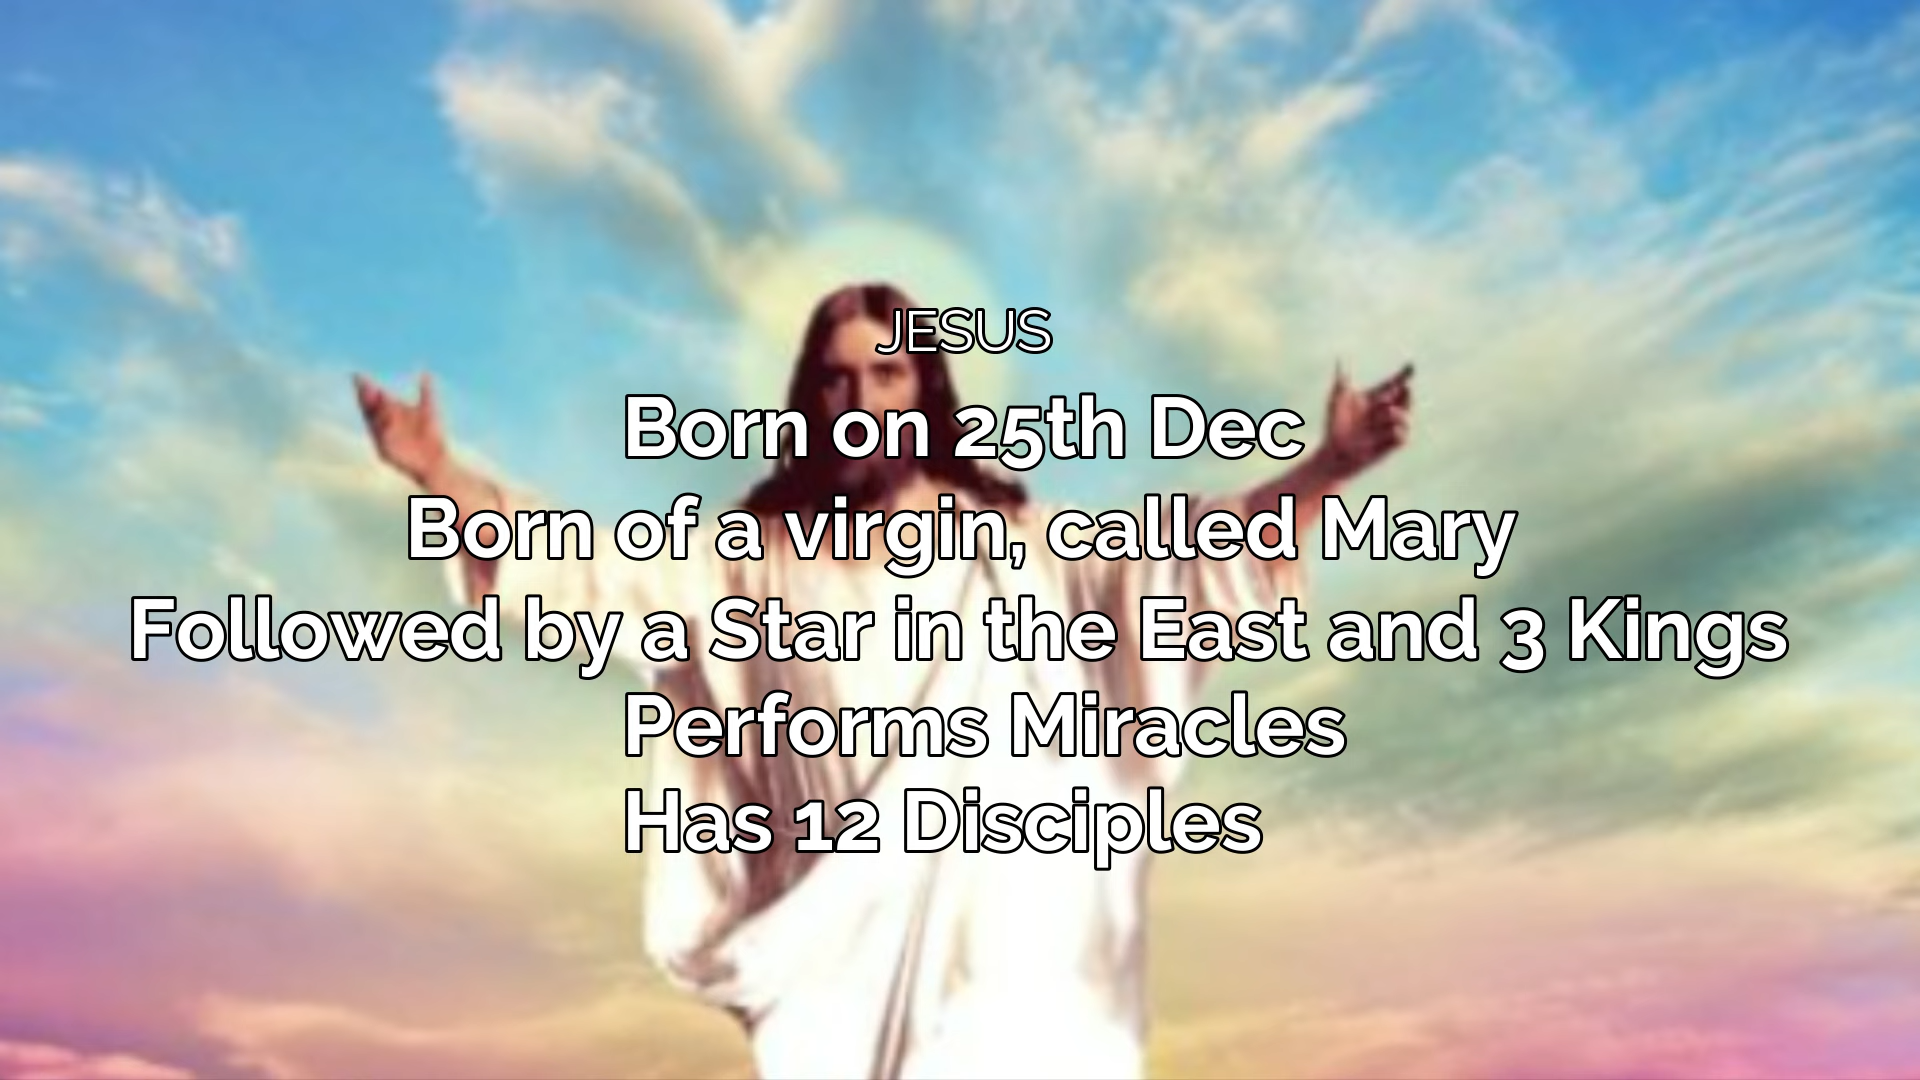 JESUS
Born on 25th Dec
Born of a virgin, called Mary
Followed by a Star in the East and 3 Kings
Performs Miracles
Has 12 Disciples